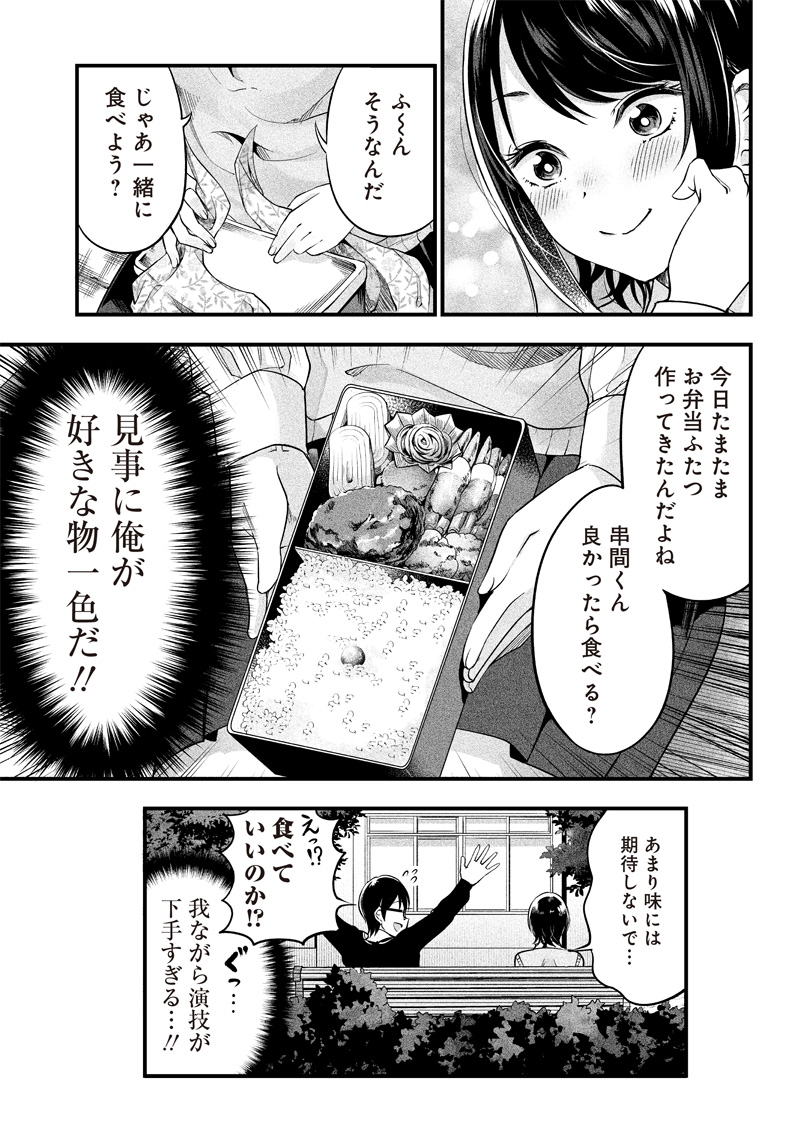 ふ〜ん
そうなんだ
じゃあ一緒に
食べよう?
今日たまたま
お弁当ふたつ
作ってきたんだよね
串間くん
良かったら食べる?
見事に俺が
好きな物一色だ!!
あまり味には
期待しないで…
えっ!?
食べて
いいのか!?
ぐっ…
我ながら演技が
下手すぎる…!!